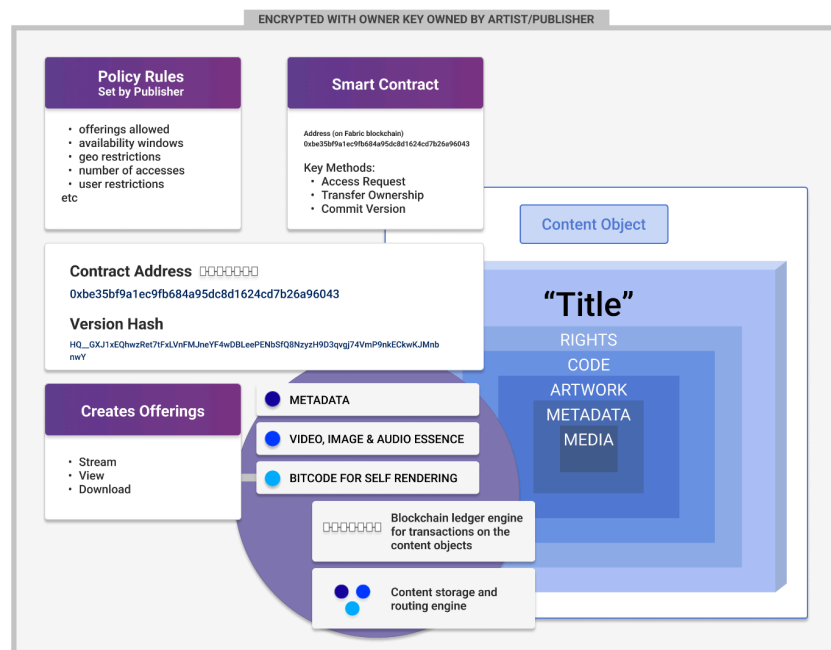 ENCRYPTED WITH OWNER KEY OWNED BY ARTIST/PUBLISHER
Policy Rules
Set by Publisher
• offerings allowed
• availability windows
• geo restrictions
• number of accesses
• user restrictions
etc
Smart Contract
Address (on Fabric blockchain)
0xbe35bf9a1ec9fb684a95dc8d1624cd7b26a96043
Key Methods:
• Access Request
• Transfer Ownership
• Commit Version
Content Object
Contract Address
0xbe35bf9a1ec9fb684a95dc8d1624cd7b26a96043
Version Hash
HQ__GXJ1xEQhwzRet7tFxLVnFMJneYF4wDBLeePENbSfQ8NzyzH9D3qvgj74VmP9nkECkwKJMnb
nwY
“Title”
RIGHTS
CODE
ARTWORK
METADATA
MEDIA
Creates Offerings
• Stream
• View
• Download
METADATA
VIDEO, IMAGE & AUDIO ESSENCE
BITCODE FOR SELF RENDERING
Blockchain ledger engine
for transactions on the
content objects
Content storage and
routing engine